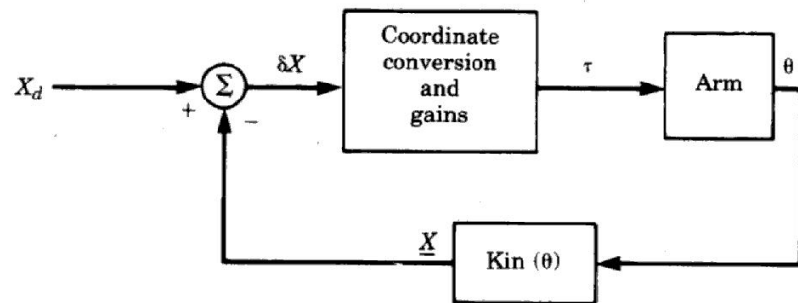 X_d
+
Σ
−
δX
Coordinate
conversion
and
gains
τ
Arm
θ
X
Kin (θ)